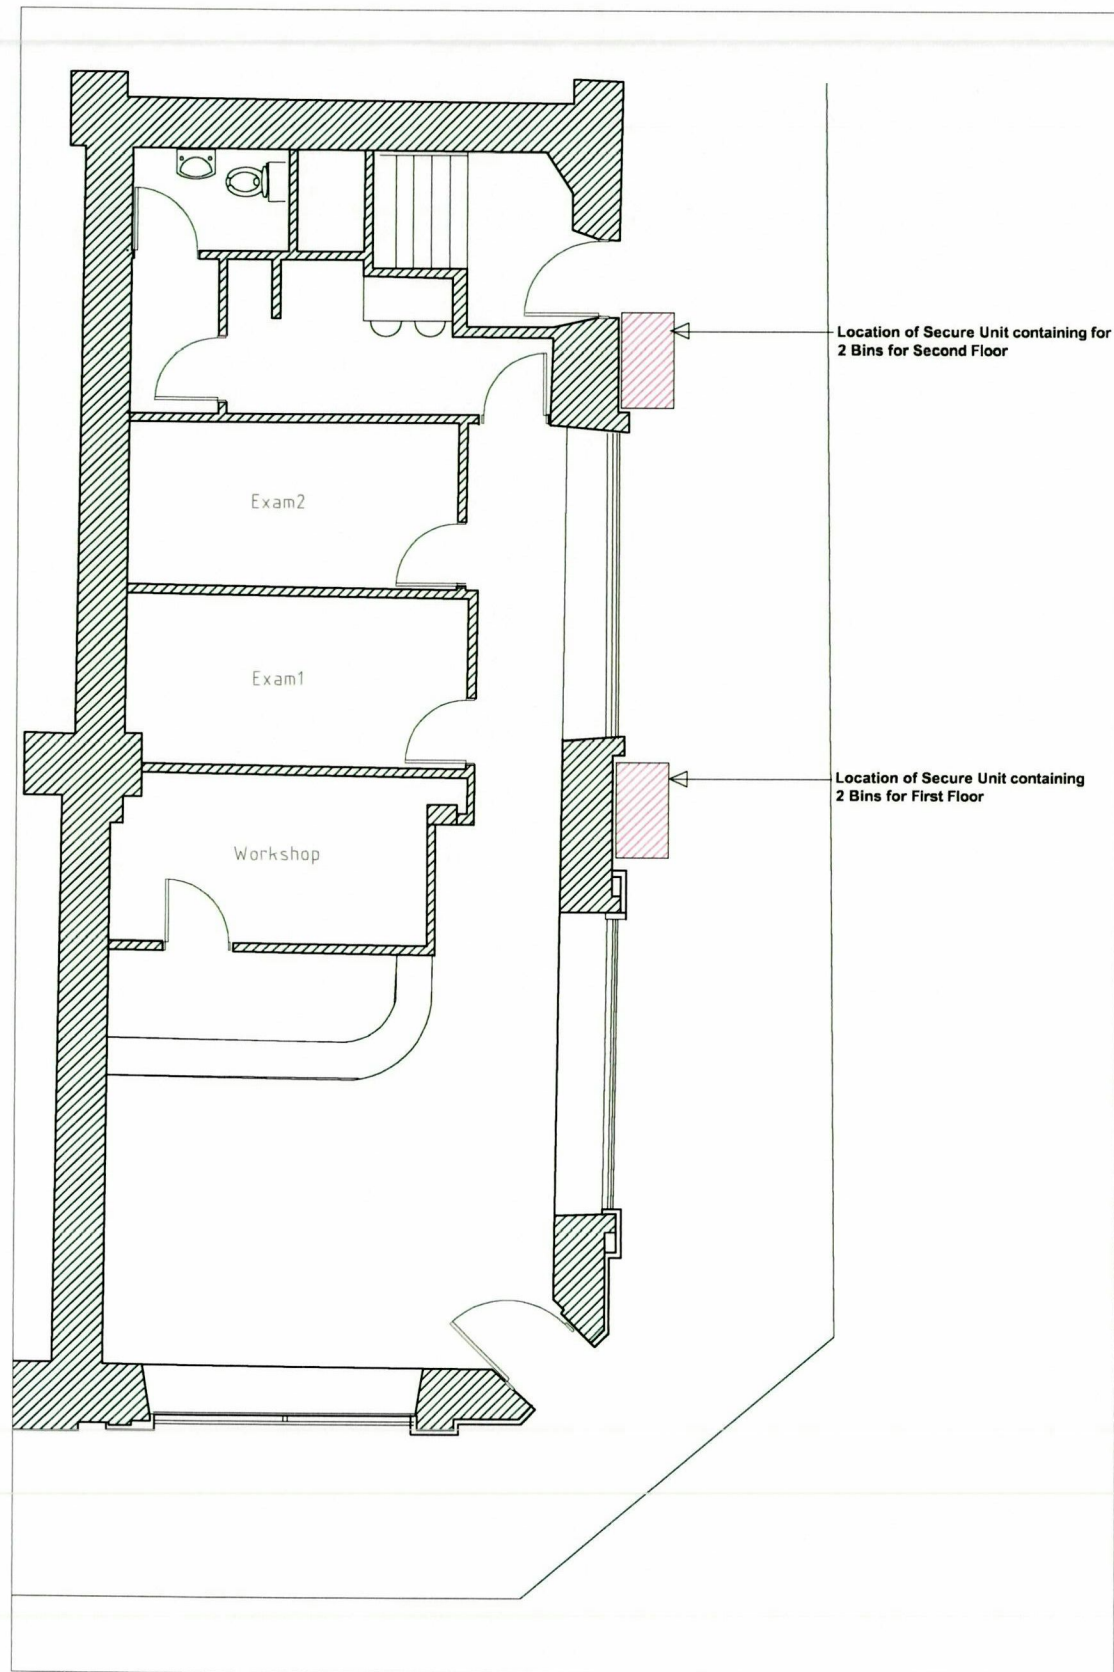 Location of Secure Unit containing for
2 Bins for Second Floor
Exam2
Exam1
Location of Secure Unit containing
2 Bins for First Floor
Workshop